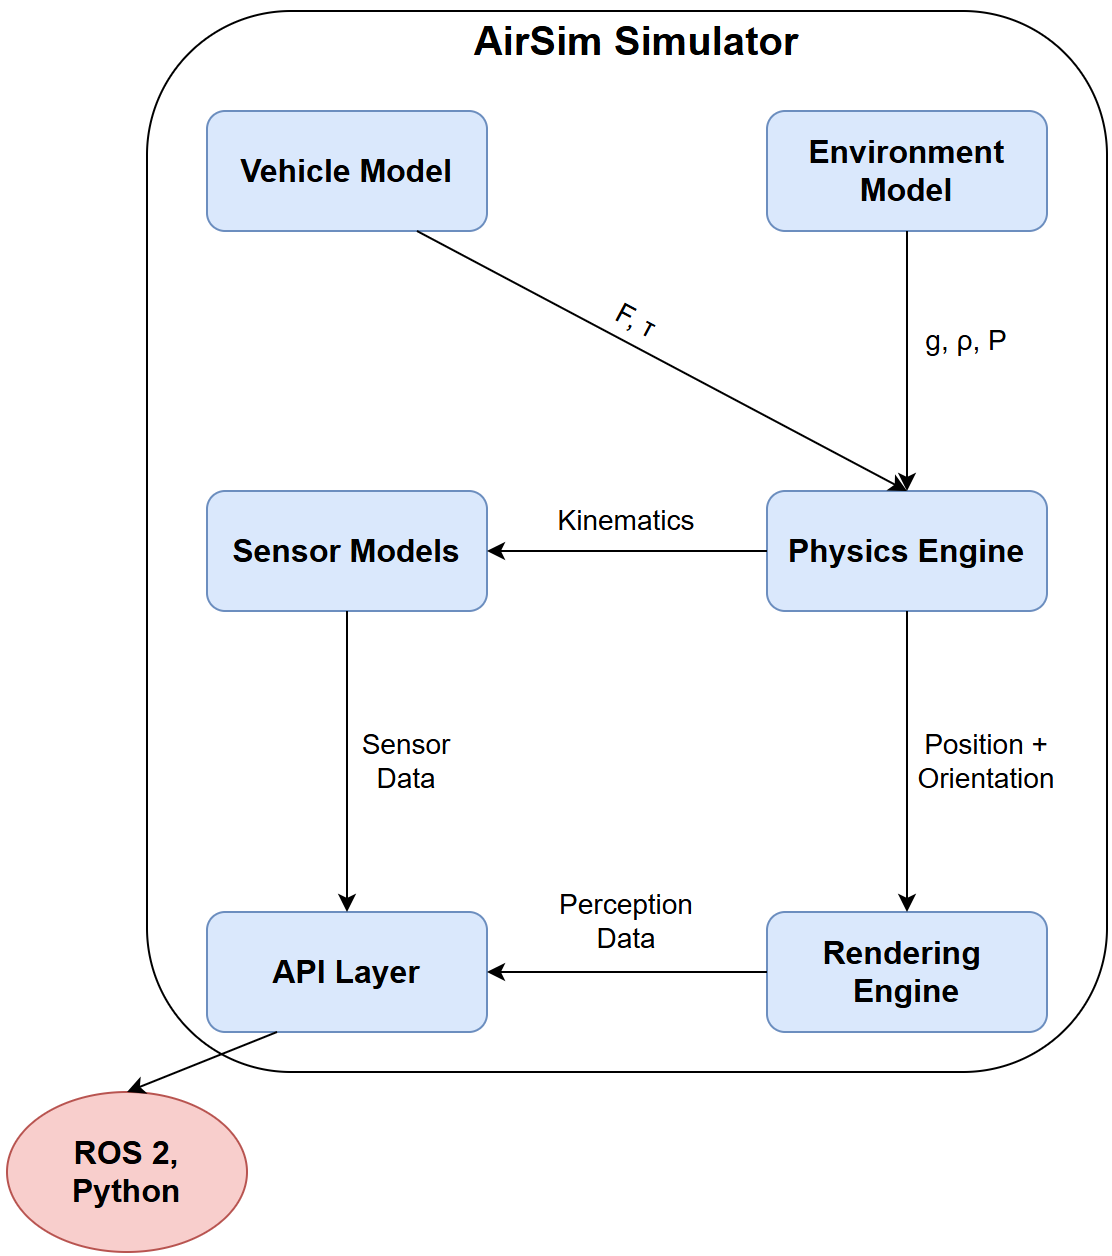 AirSim Simulator
Vehicle Model
Environment
Model
F, τ
g, ρ, P
Sensor Models
Kinematics
Physics Engine
Sensor
Data
Position +
Orientation
Perception
Data
API Layer
Rendering
Engine
ROS 2,
Python